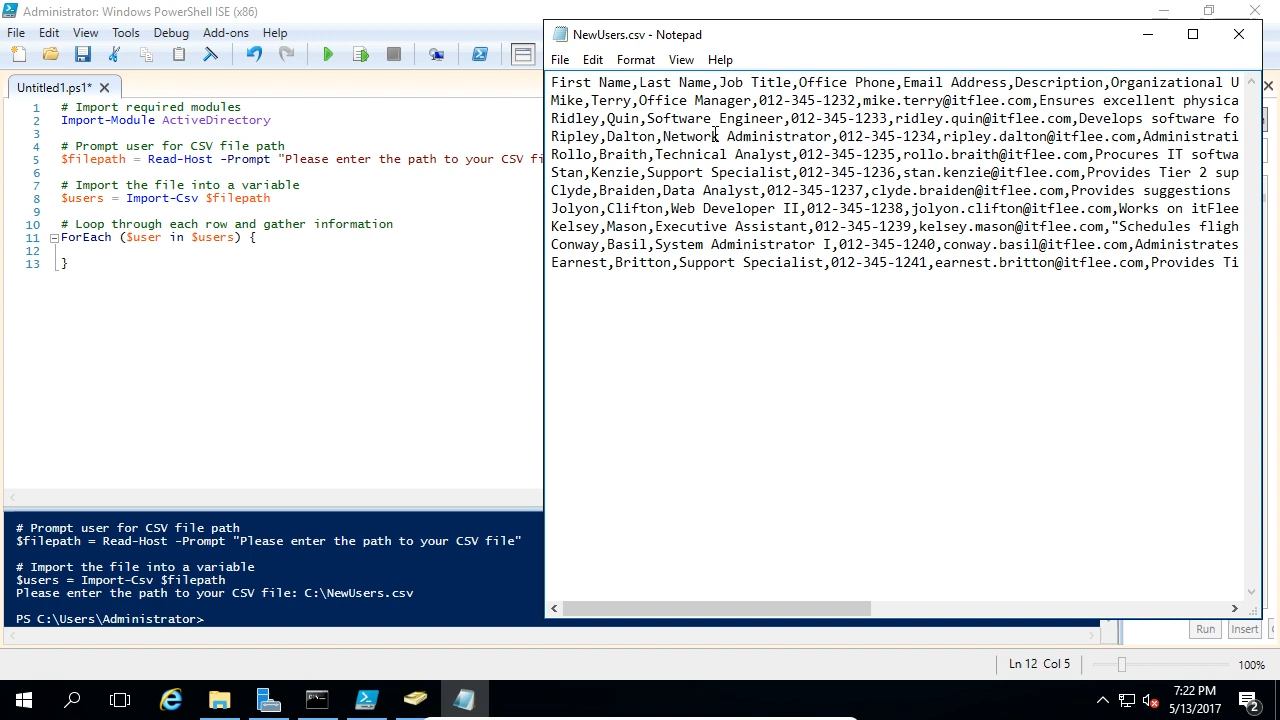 Administrator: Windows PowerShell ISE (x86)
File Edit View Tools Debug Add-ons Help
Untitled1.ps1*
1 # Import required modules
2 Import-Module ActiveDirectory
3
4 # Prompt user for CSV file path
5 $filepath = Read-Host -Prompt "Please enter the path to your CSV fi
6
7 # Import the file into a variable
8 $users = Import-Csv $filepath
9
10 # Loop through each row and gather information
11 ForEach ($user in $users) {
12
13 }
# Prompt user for CSV file path
$filepath = Read-Host -Prompt "Please enter the path to your CSV file"
# Import the file into a variable
$users = Import-Csv $filepath
Please enter the path to your CSV file: C:\NewUsers.csv
PS C:\Users\Administrator>
NewUsers.csv - Notepad
File Edit Format View Help
First Name,Last Name,Job Title,Office Phone,Email Address,Description,Organizational U
Mike,Terry,Office Manager,012-345-1232,mike.terry@itflee.com,Ensures excellent physica
Ridley,Quin,Software Engineer,012-345-1233,ridley.quin@itflee.com,Develops software fo
Ripley,Dalton,Network Administrator,012-345-1234,ripley.dalton@itflee.com,Administrati
Rollo,Braith,Technical Analyst,012-345-1235,rollo.braith@itflee.com,Procures IT softwa
Stan,Kenzie,Support Specialist,012-345-1236,stan.kenzie@itflee.com,Provides Tier 2 sup
Clyde,Braiden,Data Analyst,012-345-1237,clyde.braiden@itflee.com,Provides suggestions
Jolyon,Clifton,Web Developer II,012-345-1238,jolyon.clifton@itflee.com,Works on itFlee
Kelsey,Mason,Executive Assistant,012-345-1239,kelsey.mason@itflee.com,"Schedules fligh
Conway,Basil,System Administrator I,012-345-1240,conway.basil@itflee.com,Administrates
Earnest,Britton,Support Specialist,012-345-1241,earnest.britton@itflee.com,Provides Ti
Run Insert C
Ln 12 Col 5 100%
7:22 PM
5/13/2017
2